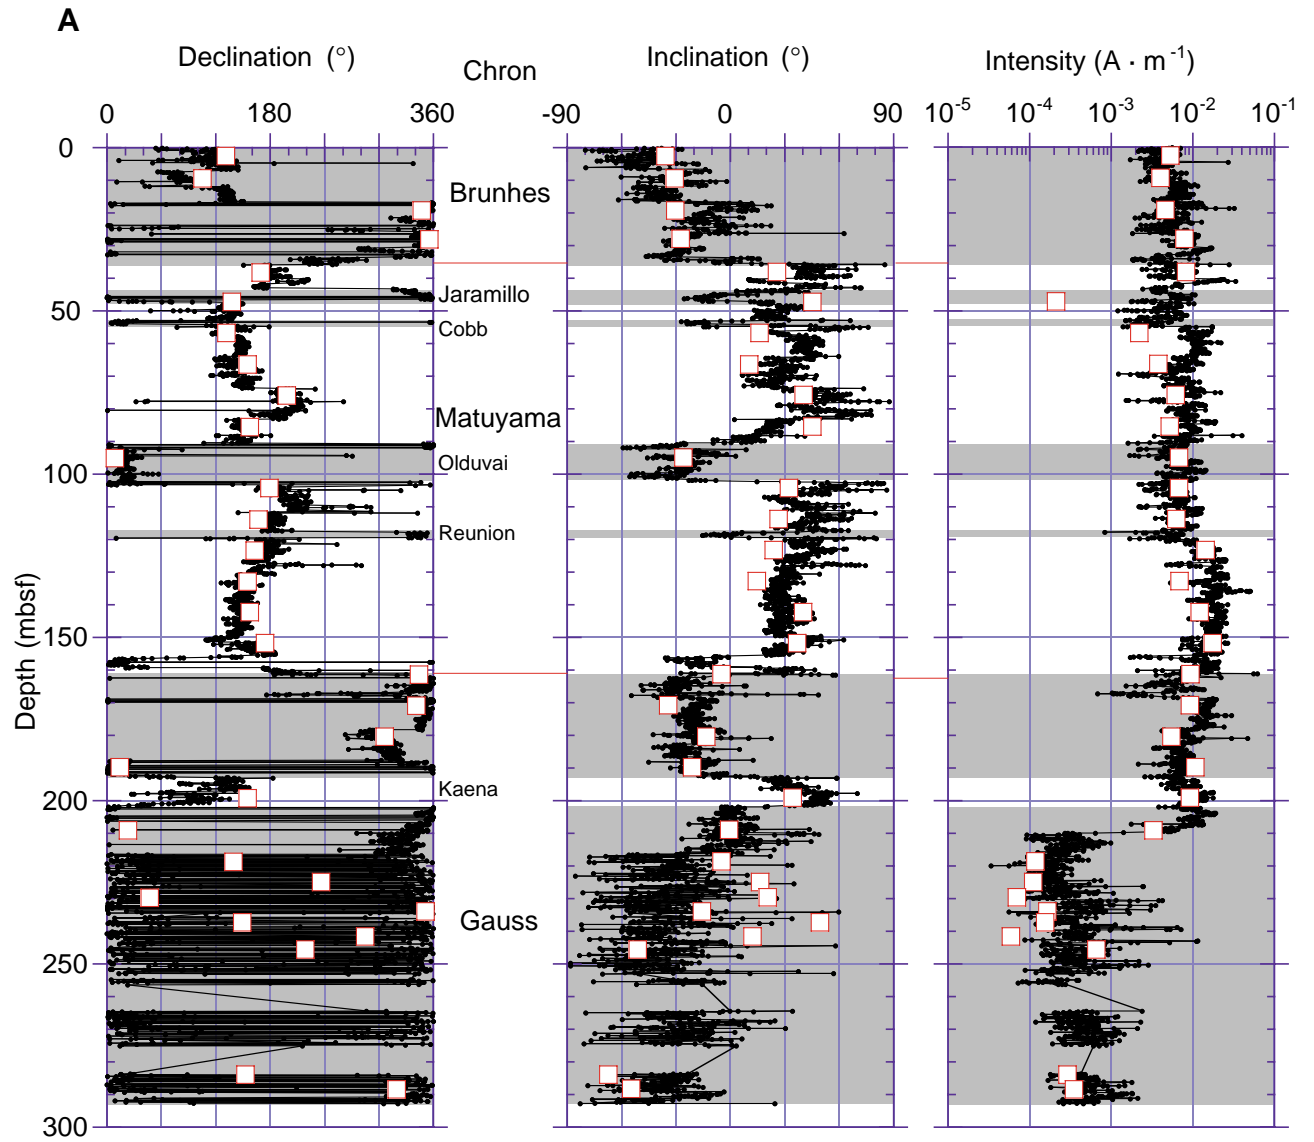 A
Declination (°)
Chron
Inclination (°)
Intensity (A · m⁻¹)
0 180 360
-90 0 90
10⁻⁵ 10⁻⁴ 10⁻³ 10⁻² 10⁻¹
0
Brunhes
Jaramillo
50
Cobb
Matuyama
Olduvai
100
Reunion
Depth (mbsf)
150
Kaena
200
Gauss
250
300